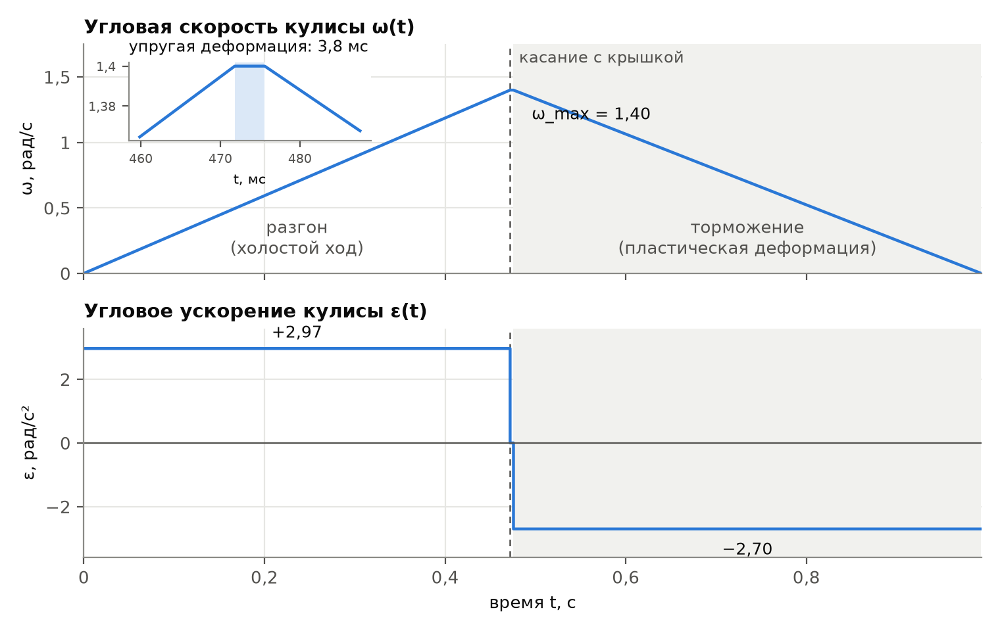 Угловая скорость кулисы ω(t)
упругая деформация: 3,8 мс
касание с крышкой
1,4
1,38
460
470
480
t, мс
ω_max = 1,40
1,5
1
0,5
0
ω, рад/с
разгон
(холостой ход)
торможение
(пластическая деформация)
Угловое ускорение кулисы ε(t)
+2,97
2
0
−2
ε, рад/с²
−2,70
0
0,2
0,4
0,6
0,8
время t, с